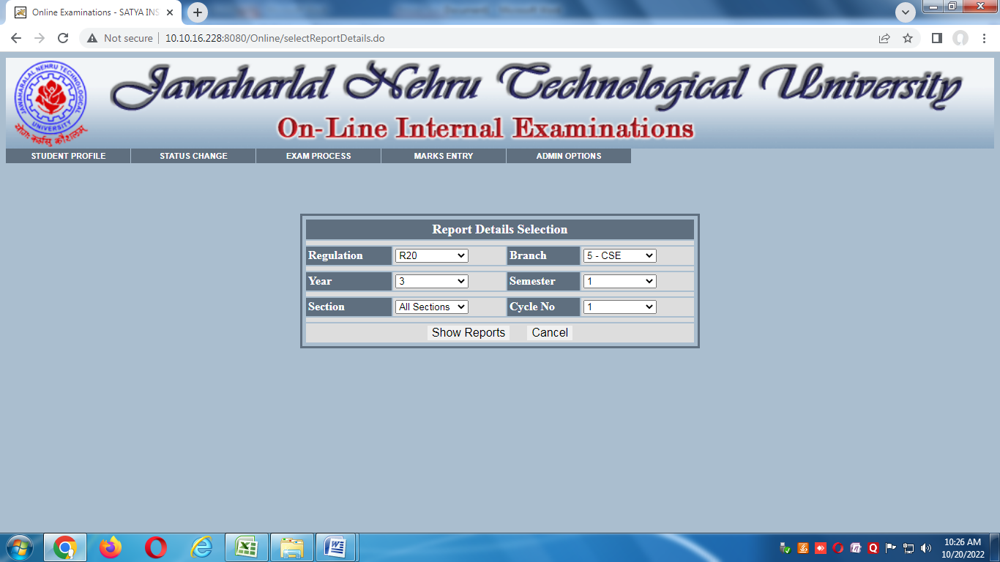 Online Examinations - SATYA INS
Not secure
10.10.16.228:8080/Online/selectReportDetails.do
JAWAHARLAL NEHRU TECHNOLOGICAL UNIVERSITY
योगः कर्मसु कौशलम्
Jawaharlal Nehru Technological University
On-Line Internal Examinations
STUDENT PROFILE STATUS CHANGE EXAM PROCESS MARKS ENTRY ADMIN OPTIONS
Report Details Selection
Regulation R20 Branch 5 - CSE
Year 3 Semester 1
Section All Sections Cycle No 1
Show Reports Cancel
10:26 AM
10/20/2022